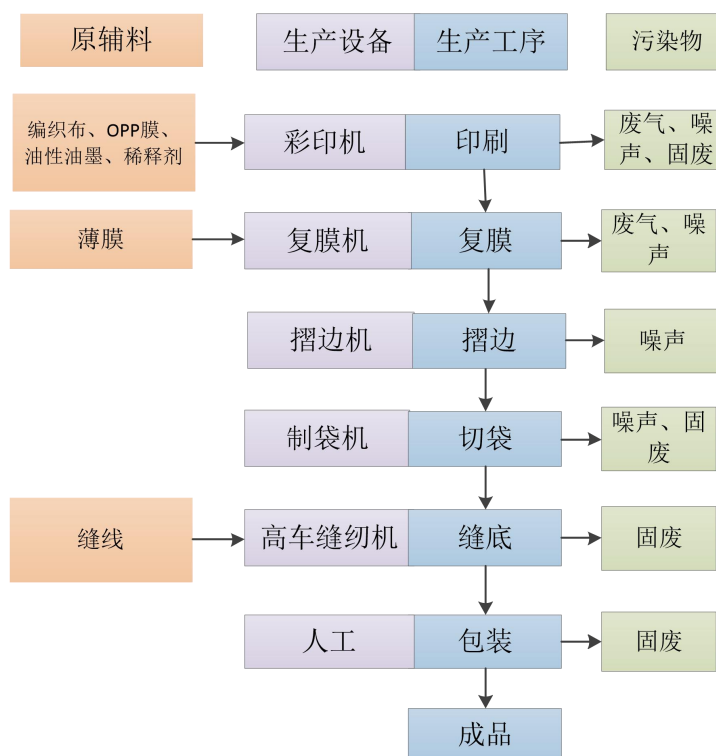 原辅料
生产设备
生产工序
污染物
编织布、OPP膜、
油性油墨、稀释剂
彩印机
印刷
废气、噪
声、固废
薄膜
复膜机
复膜
废气、噪
声
摺边机
摺边
噪声
制袋机
切袋
噪声、固
废
缝线
高车缝纫机
缝底
固废
人工
包装
固废
成品